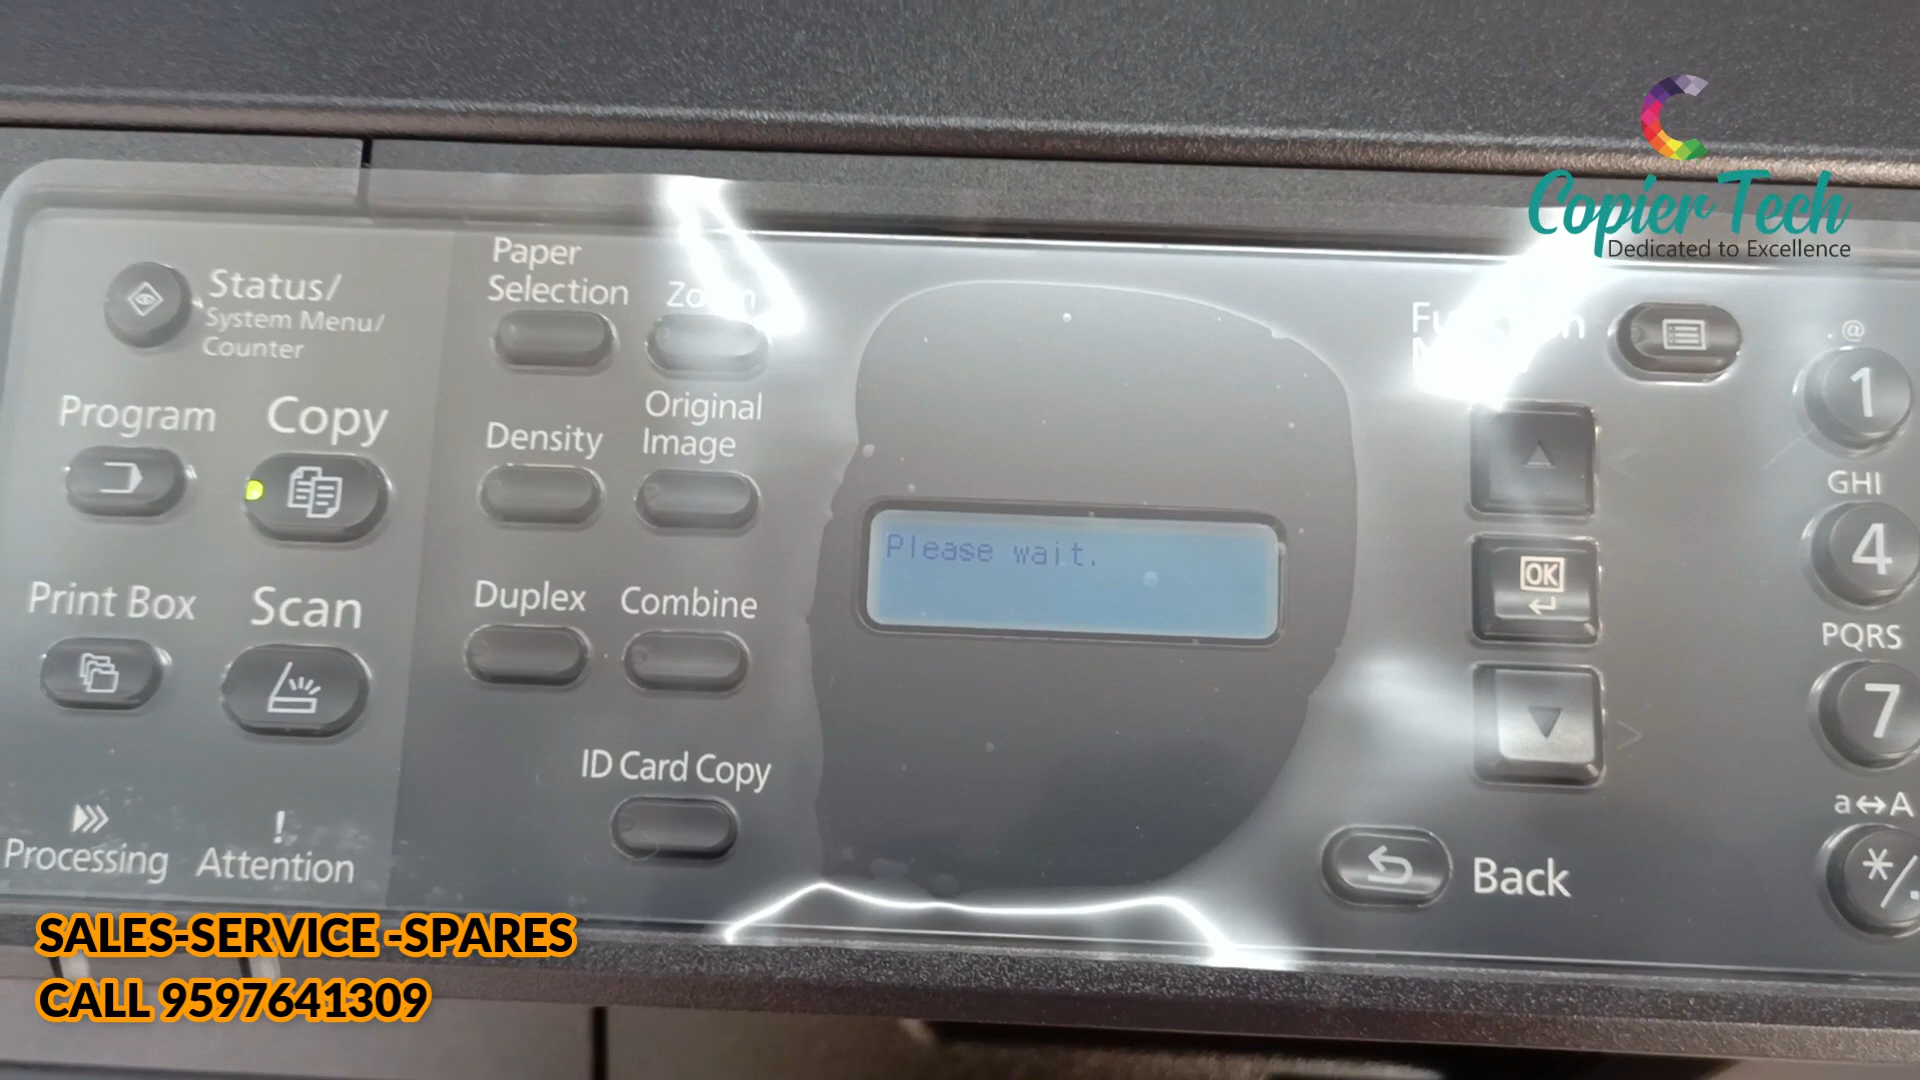 Copier Tech
Dedicated to Excellence
Status/
System Menu/
Counter
Program
Copy
Print Box
Scan
Processing
!
Attention
Paper
Selection
Density
Original
Image
Duplex
Combine
ID Card Copy
Please wait.
OK
Back
. @
1
GHI
4
PQRS
7
a↔A
*/.
SALES-SERVICE -SPARES
CALL 9597641309